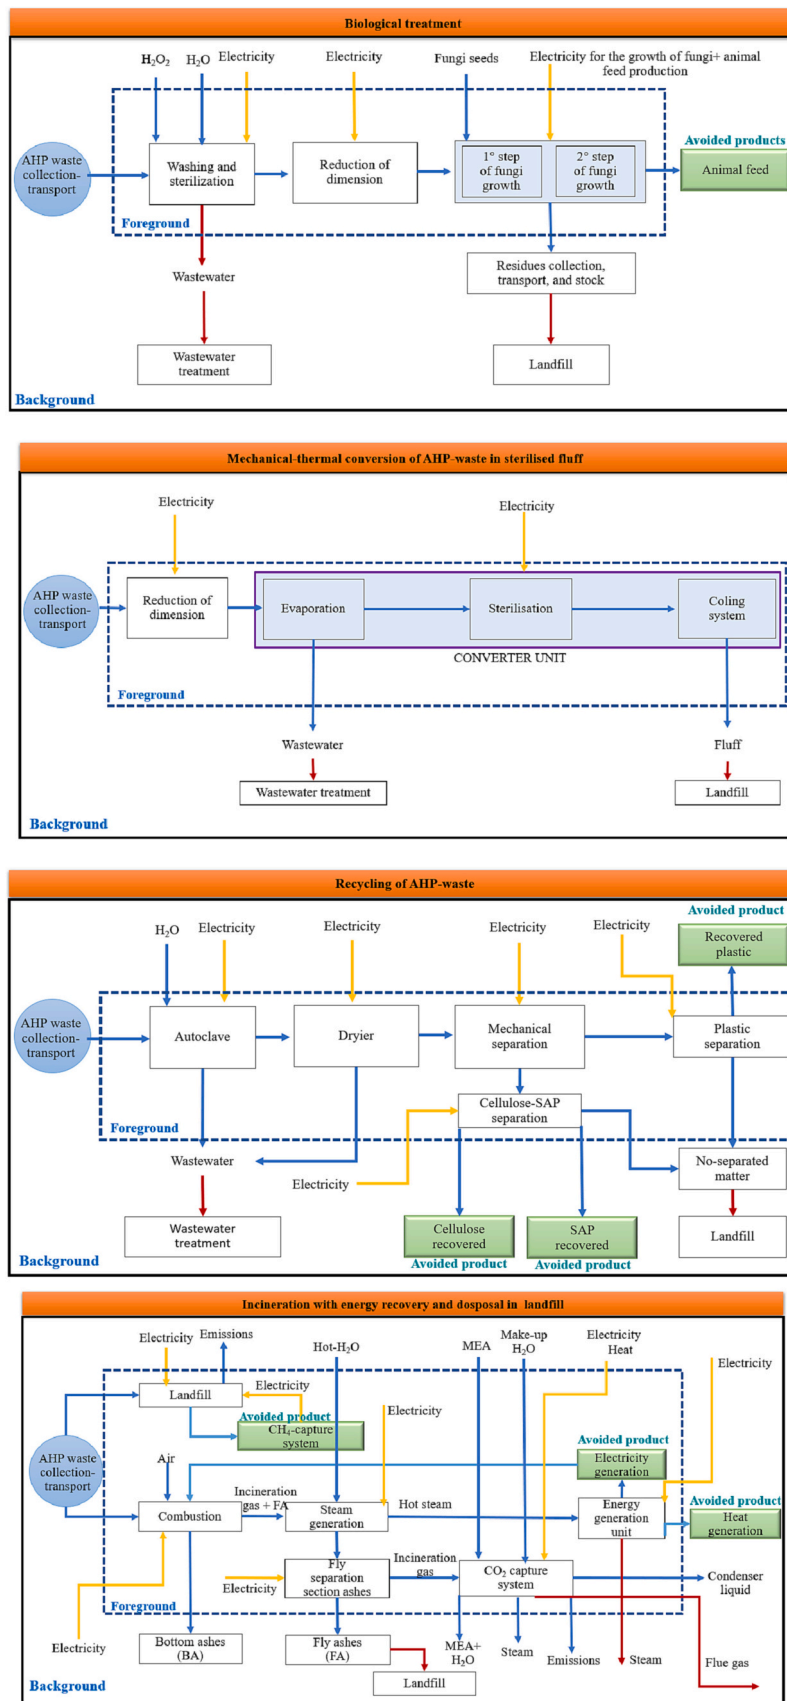 Biological treatment
H2O2
H2O
Electricity
Electricity
Fungi seeds
Electricity for the growth of fungi+ animal
feed production
AHP waste
collection-
transport
Washing and
sterilization
Reduction of
dimension
1° step
of fungi
growth
2° step
of fungi
growth
Avoided products
Animal feed
Foreground
Wastewater
Residues collection,
transport, and stock
Wastewater
treatment
Landfill
Background
Mechanical-thermal conversion of AHP-waste in sterilised fluff
Electricity
Electricity
AHP waste
collection-
transport
Reduction of
dimension
Evaporation
Sterilisation
Coling
system
CONVERTER UNIT
Foreground
Wastewater
Fluff
Wastewater treatment
Landfill
Background
Recycling of AHP-waste
Avoided product
Recovered
plastic
H2O
Electricity
Electricity
Electricity
Electricity
AHP waste
collection-
transport
Autoclave
Dryier
Mechanical
separation
Plastic
separation
Cellulose-SAP
separation
Foreground
Wastewater
Electricity
No-separated
matter
Wastewater
treatment
Cellulose
recovered
SAP
recovered
Landfill
Avoided product
Avoided product
Background
Incineration with energy recovery and dosposal in landfill
Electricity
Emissions
Hot-H2O
MEA
Make-up
H2O
Electricity
Heat
Electricity
Landfill
Electricity
Avoided product
CH4-capture
system
Electricity
AHP waste
collection-
transport
Air
Avoided product
Electricity
generation
Combustion
Incineration
gas + FA
Steam
generation
Hot steam
Energy
generation
unit
Avoided product
Heat
generation
Electricity
Fly
separation
section ashes
Incineration
gas
CO2 capture
system
Condenser
liquid
Foreground
Electricity
Bottom ashes
(BA)
Fly ashes
(FA)
MEA+
H2O
Steam
Emissions
Steam
Flue gas
Landfill
Background